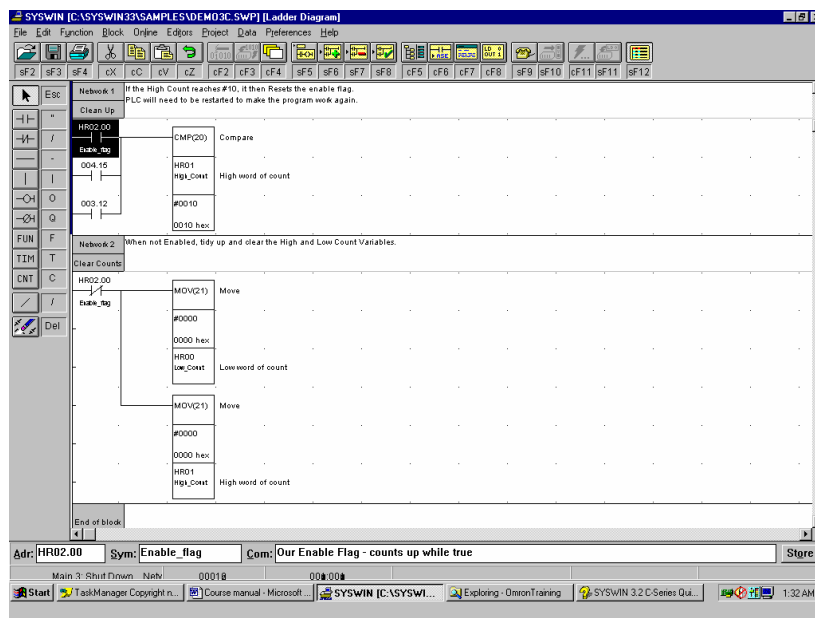 SYSWIN [C:\SYSWIN33\SAMPLES\DEMO3C.SWP] [Ladder Diagram]
File Edit Function Block Online Editors Project Data Preferences Help
sF2 sF3 sF4 cX cC cV cZ cF2 cF3 cF4 sF5 sF6 sF7 sF8 cF5 cF6 cF7 cF8 sF9 sF10 cF11 sF11 sF12
Esc
"
/
-
I
O
Q
FUN F
TIM T
CNT C
/
Del
Network 1 If the High Count reaches #10, it then Resets the enable flag.
PLC will need to be restarted to make the program work again.
Clean Up
HR02.00
CMP(20) Compare
Enable_flag
004.15
HR01
High_Count High word of count
003.12
#0010
0010 hex
Network 2 When not Enabled, tidy up and clear the High and Low Count Variables.
Clear Counts
HR02.00
MOV(21) Move
Enable_flag
#0000
0000 hex
HR00
Low_Count Low word of count
MOV(21) Move
#0000
0000 hex
HR01
High_Count High word of count
End of block
Adr: HR02.00 Sym: Enable_flag Com: Our Enable Flag - counts up while true Store
Main 3: Shut Down
Start TaskManager Copyright n... Course manual - Microsoft ... SYSWIN [C:\SYSWI... Exploring - OmronTraining SYSWIN 3.2 C-Series Qui... 1:32 AM